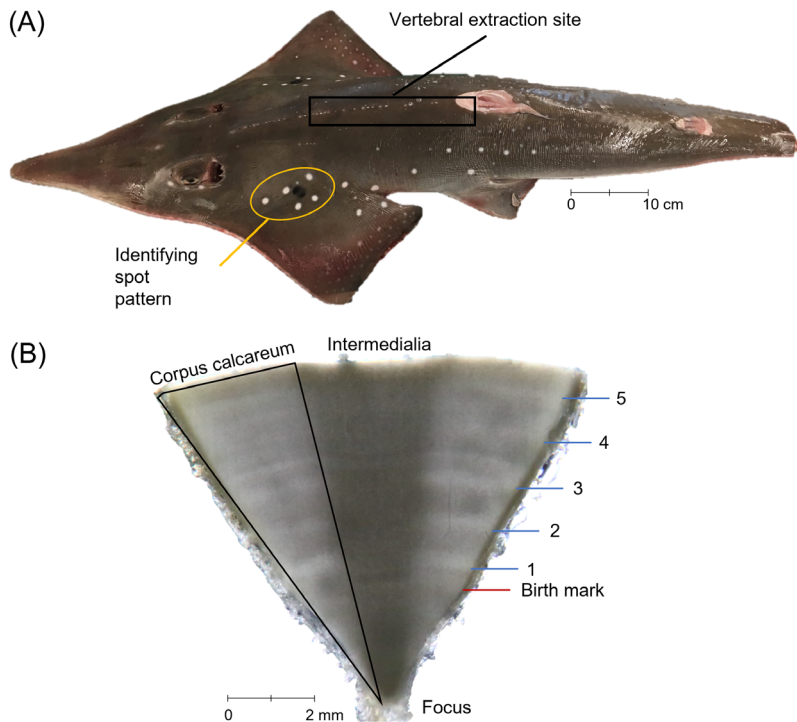 (A)
Vertebral extraction site
0 10 cm
Identifying
spot
pattern
(B)
Intermedialia
Corpus calcareum
5
4
3
2
1
Birth mark
0 2 mm
Focus